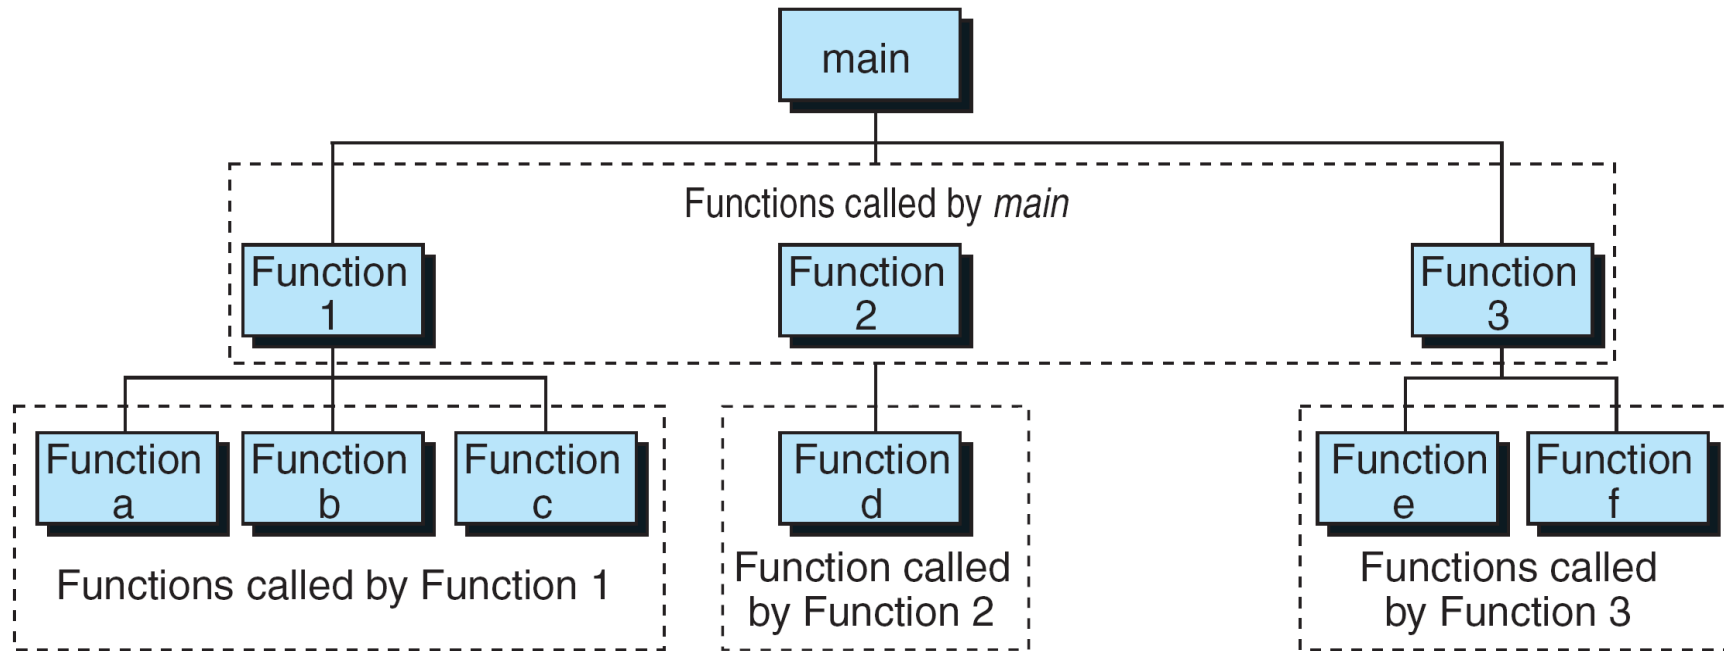 main
Functions called by main
Function
1
Function
2
Function
3
Function
a
Function
b
Function
c
Function
d
Function
e
Function
f
Functions called by Function 1
Function called
by Function 2
Functions called
by Function 3